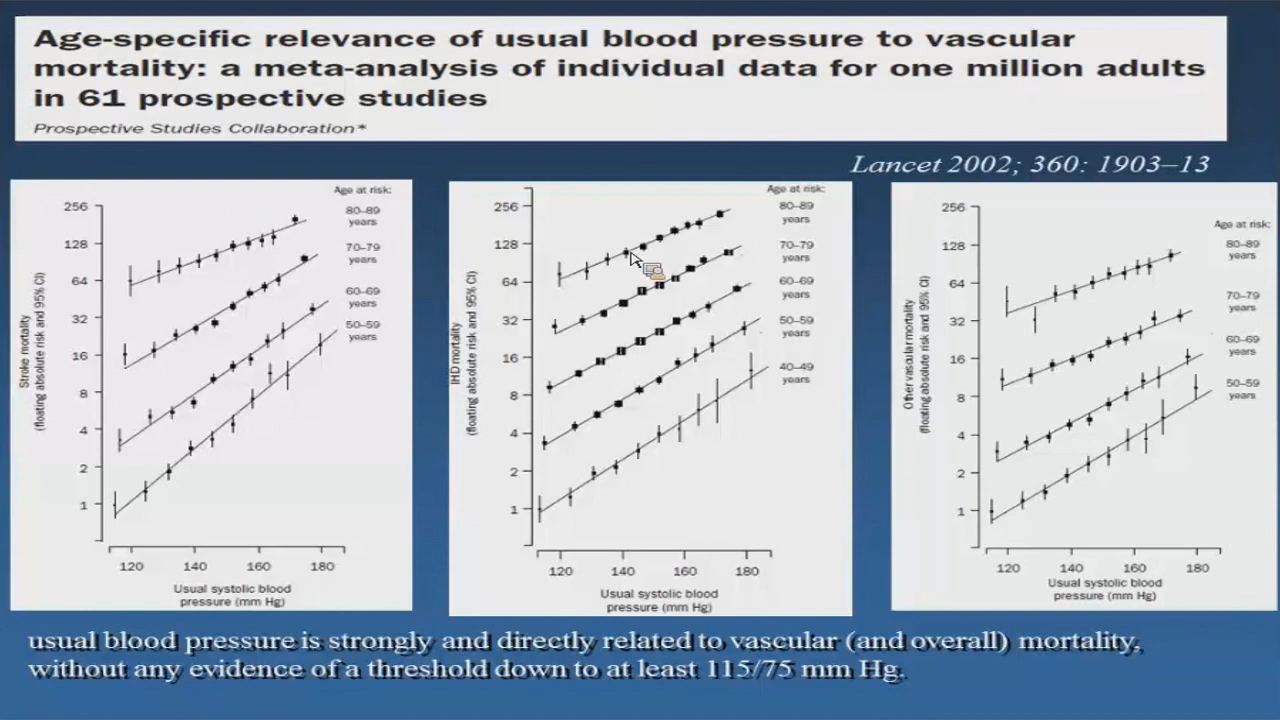 Age-specific relevance of usual blood pressure to vascular
mortality: a meta-analysis of individual data for one million adults
in 61 prospective studies
Prospective Studies Collaboration*
Lancet 2002; 360: 1903–13
Stroke mortality
(floating absolute risk and 95% CI)
256
128
64
32
16
8
4
2
1
120 140 160 180
Usual systolic blood
pressure (mm Hg)
Age at risk:
80–89
years
70–79
years
60–69
years
50–59
years
IHD mortality
(floating absolute risk and 95% CI)
256
128
64
32
16
8
4
2
1
120 140 160 180
Usual systolic blood
pressure (mm Hg)
Age at risk:
80–89
years
70–79
years
60–69
years
50–59
years
40–49
years
Other vascular mortality
(floating absolute risk and 95% CI)
256
128
64
32
16
8
4
2
1
120 140 160 180
Usual systolic blood
pressure (mm Hg)
Age at risk:
80–89
years
70–79
years
60–69
years
50–59
years
usual blood pressure is strongly and directly related to vascular (and overall) mortality,
without any evidence of a threshold down to at least 115/75 mm Hg.